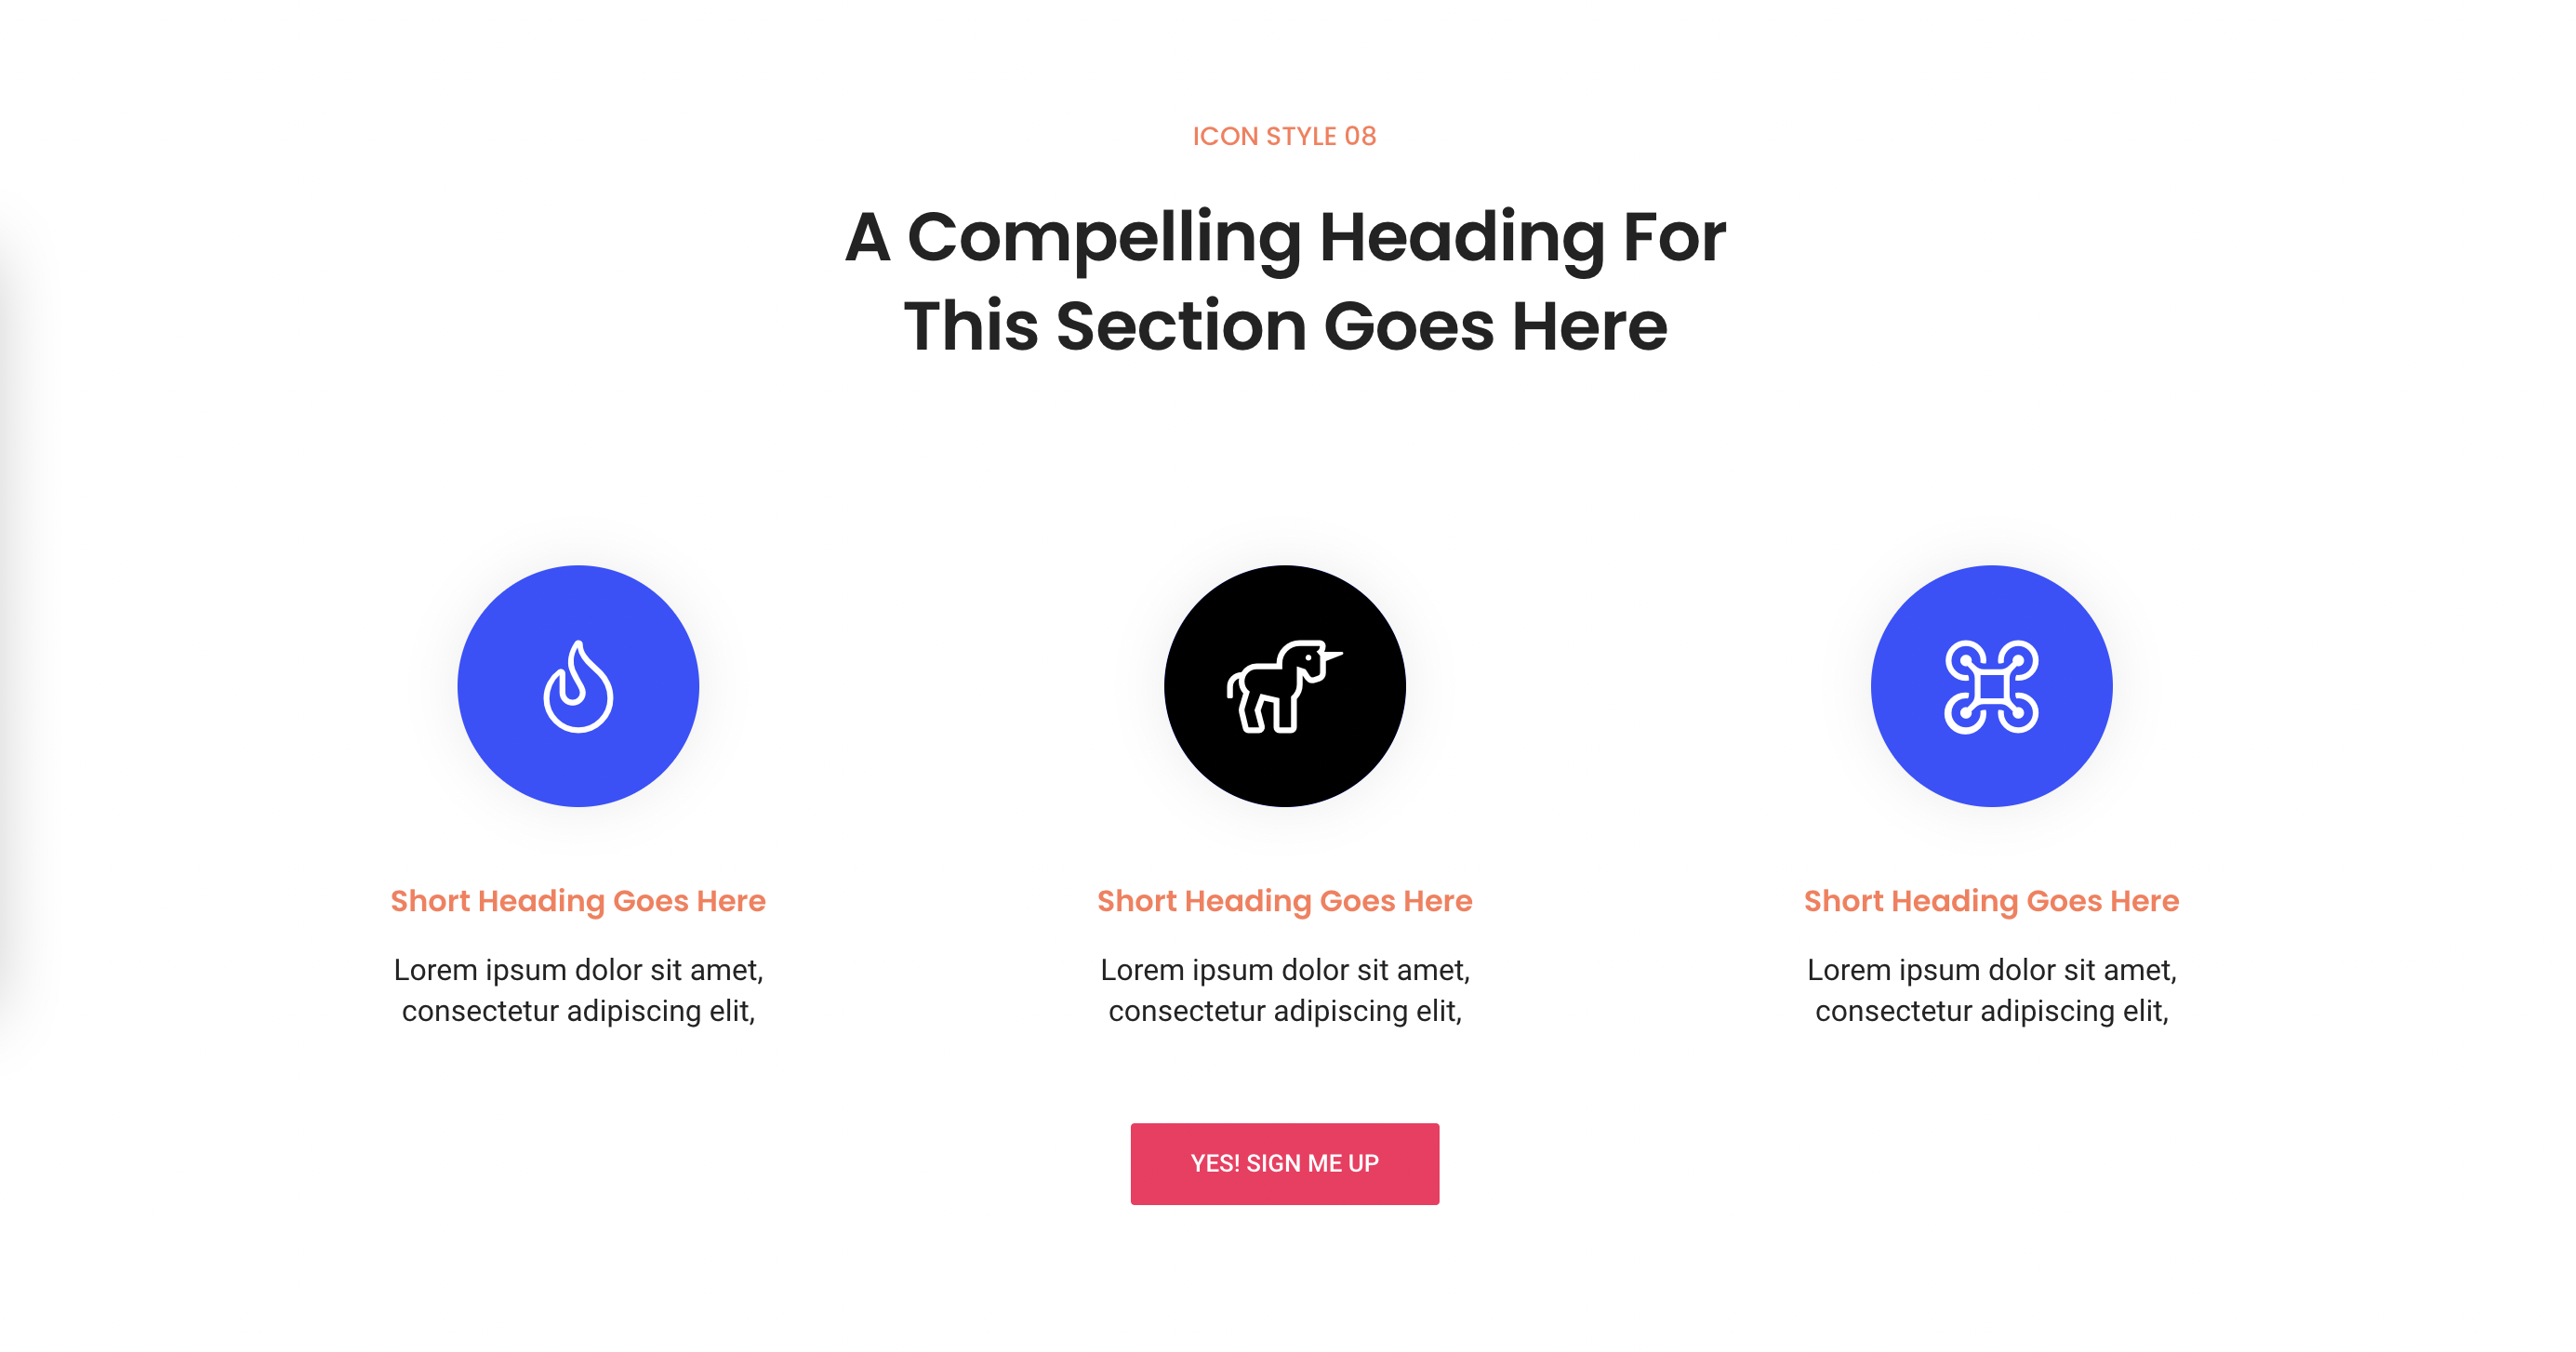 ICON STYLE 08
A Compelling Heading For
This Section Goes Here
Short Heading Goes Here
Lorem ipsum dolor sit amet,
consectetur adipiscing elit,
Short Heading Goes Here
Lorem ipsum dolor sit amet,
consectetur adipiscing elit,
Short Heading Goes Here
Lorem ipsum dolor sit amet,
consectetur adipiscing elit,
YES! SIGN ME UP